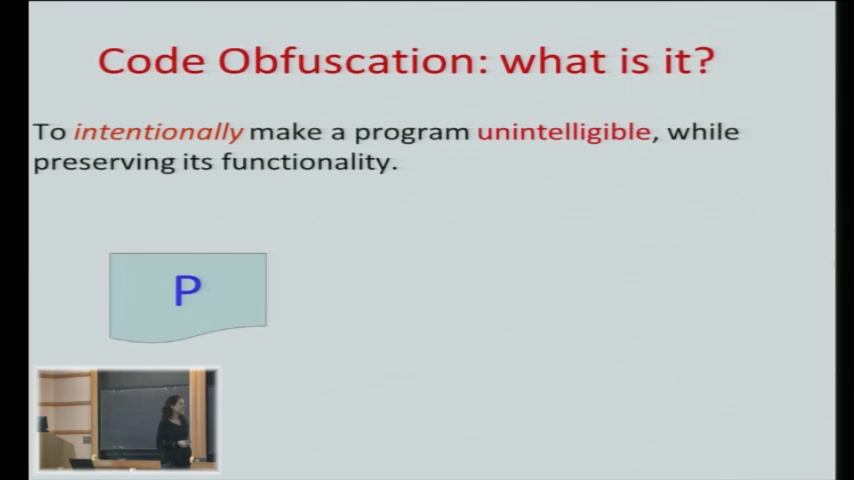 Code Obfuscation: what is it?
To intentionally make a program unintelligible, while
preserving its functionality.
P